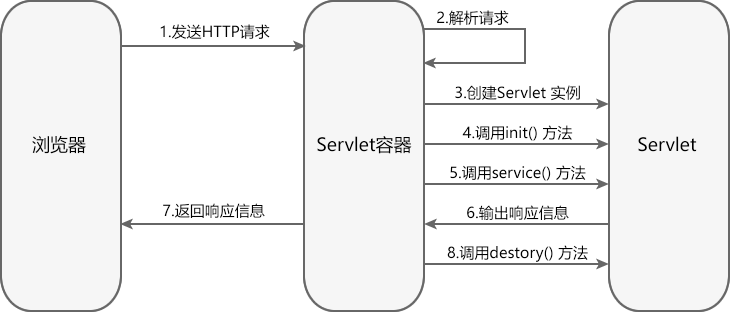 浏览器
1.发送HTTP请求
7.返回响应信息
Servlet容器
2.解析请求
3.创建Servlet 实例
4.调用init() 方法
5.调用service() 方法
6.输出响应信息
8.调用destory() 方法
Servlet